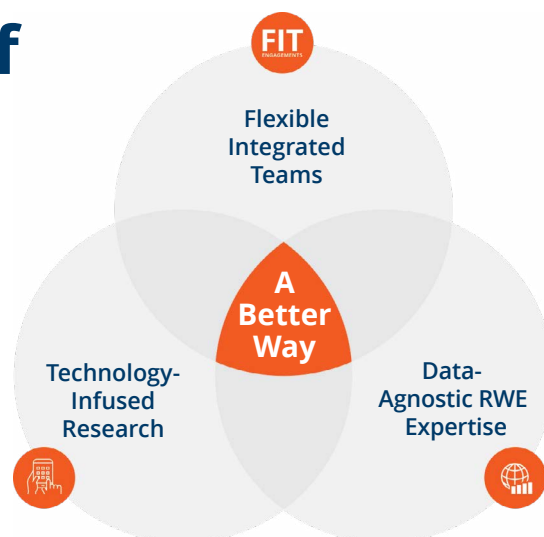 f
FIT
ENGAGEMENTS
Flexible
Integrated
Teams
A
Better
Way
Technology-
Infused
Research
Data-
Agnostic RWE
Expertise